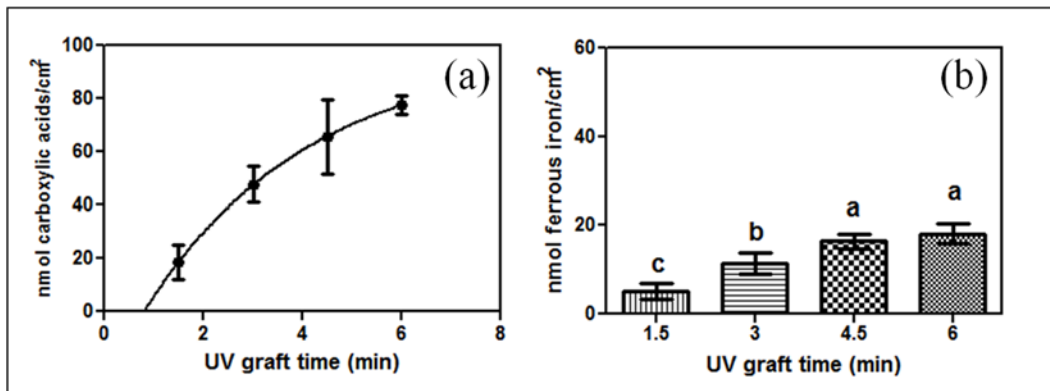 (a)
nmol carboxylic acids/cm²
100
80
60
40
20
0
0 2 4 6 8
UV graft time (min)
(b)
nmol ferrous iron/cm²
60
40
20
0
c
b
a
a
1.5 3 4.5 6
UV graft time (min)